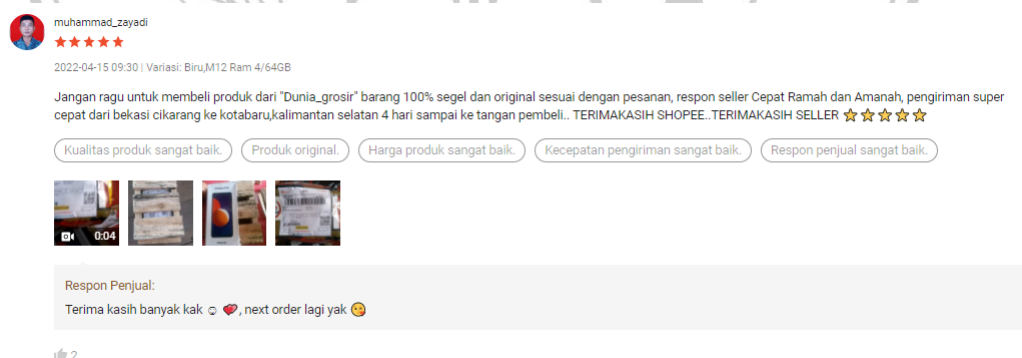 muhammad_zayadi
2022-04-15 09:30 | Variasi: Biru,M12 Ram 4/64GB
Jangan ragu untuk membeli produk dari "Dunia_grosir" barang 100% segel dan original sesuai dengan pesanan, respon seller Cepat Ramah dan Amanah, pengiriman super
cepat dari bekasi cikarang ke kotabaru,kalimantan selatan 4 hari sampai ke tangan pembeli.. TERIMAKASIH SHOPEE..TERIMAKASIH SELLER ⭐⭐⭐⭐⭐
Kualitas produk sangat baik. Produk original. Harga produk sangat baik. Kecepatan pengiriman sangat baik. Respon penjual sangat baik.
0:04
Respon Penjual:
Terima kasih banyak kak ☺ 💝, next order lagi yak 😘
2